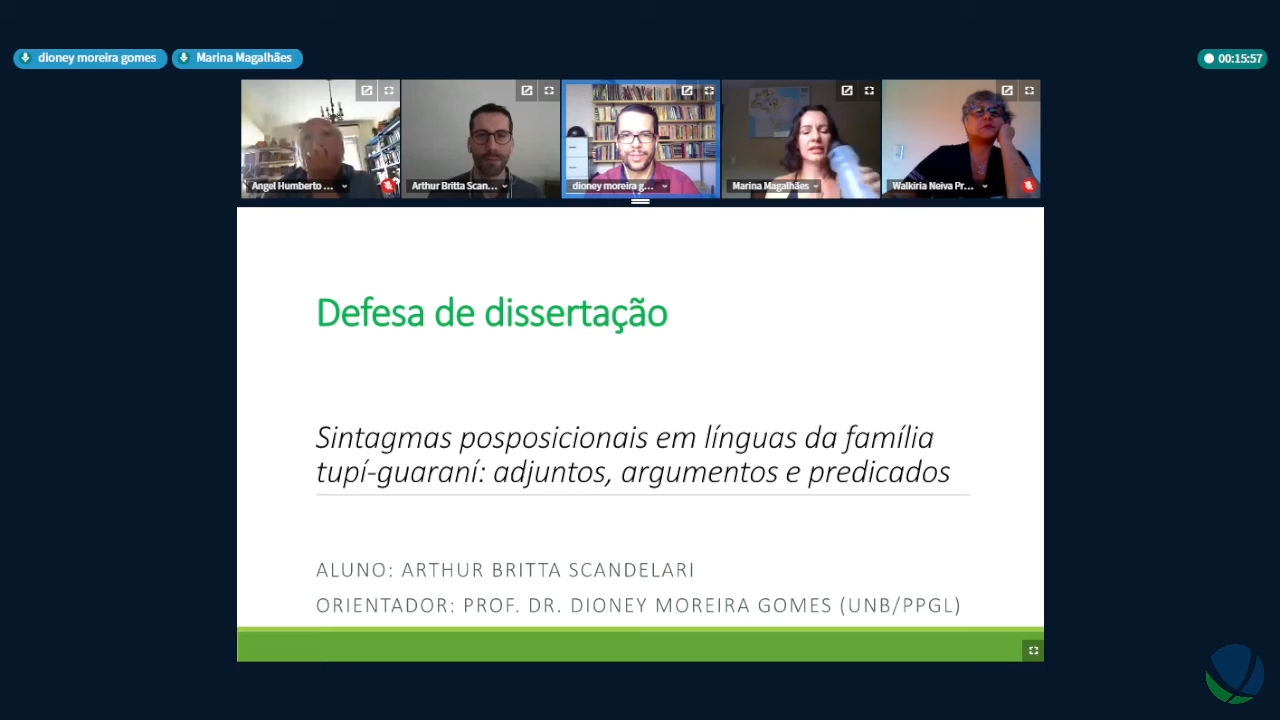 dioney moreira gomes
Marina Magalhães
00:15:57
Angel Humberto ...
Arthur Britta Scan...
dioney moreira g...
Marina Magalhães
Walkiria Neiva Pr...
Defesa de dissertação
Sintagmas posposicionais em línguas da família
tupí-guaraní: adjuntos, argumentos e predicados
ALUNO: ARTHUR BRITTA SCANDELARI
ORIENTADOR: PROF. DR. DIONEY MOREIRA GOMES (UNB/PPGL)